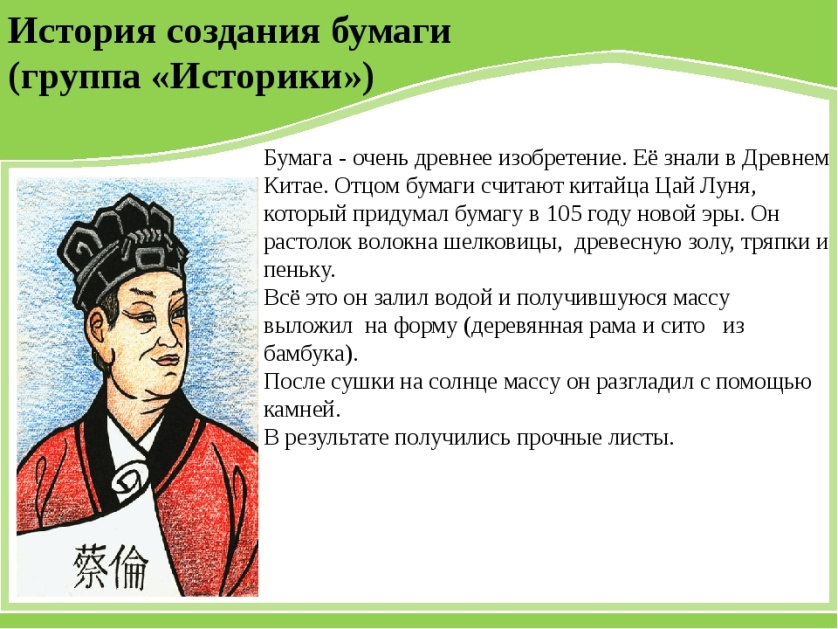 История создания бумаги
(группа «Историки»)
Бумага - очень древнее изобретение. Её знали в Древнем
Китае. Отцом бумаги считают китайца Цай Луня,
который придумал бумагу в 105 году новой эры. Он
растолок волокна шелковицы,  древесную золу, тряпки и
пеньку.
Всё это он залил водой и получившуюся массу
выложил  на форму (деревянная рама и сито   из
бамбука).
После сушки на солнце массу он разгладил с помощью
камней.
В результате получились прочные листы.
蔡倫